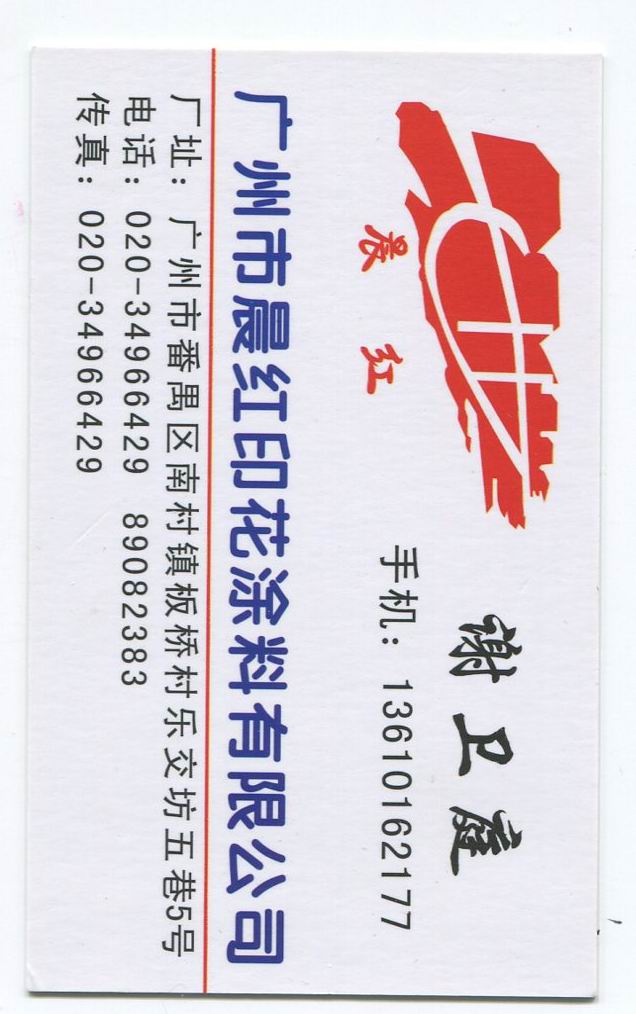 晨红
谢卫庭
手机：13610162177
广州市晨红印花涂料有限公司
厂址：广州市番禺区南村镇板桥村乐交坊五巷5号
电话：020-34966429 89082383
传真：020-34966429